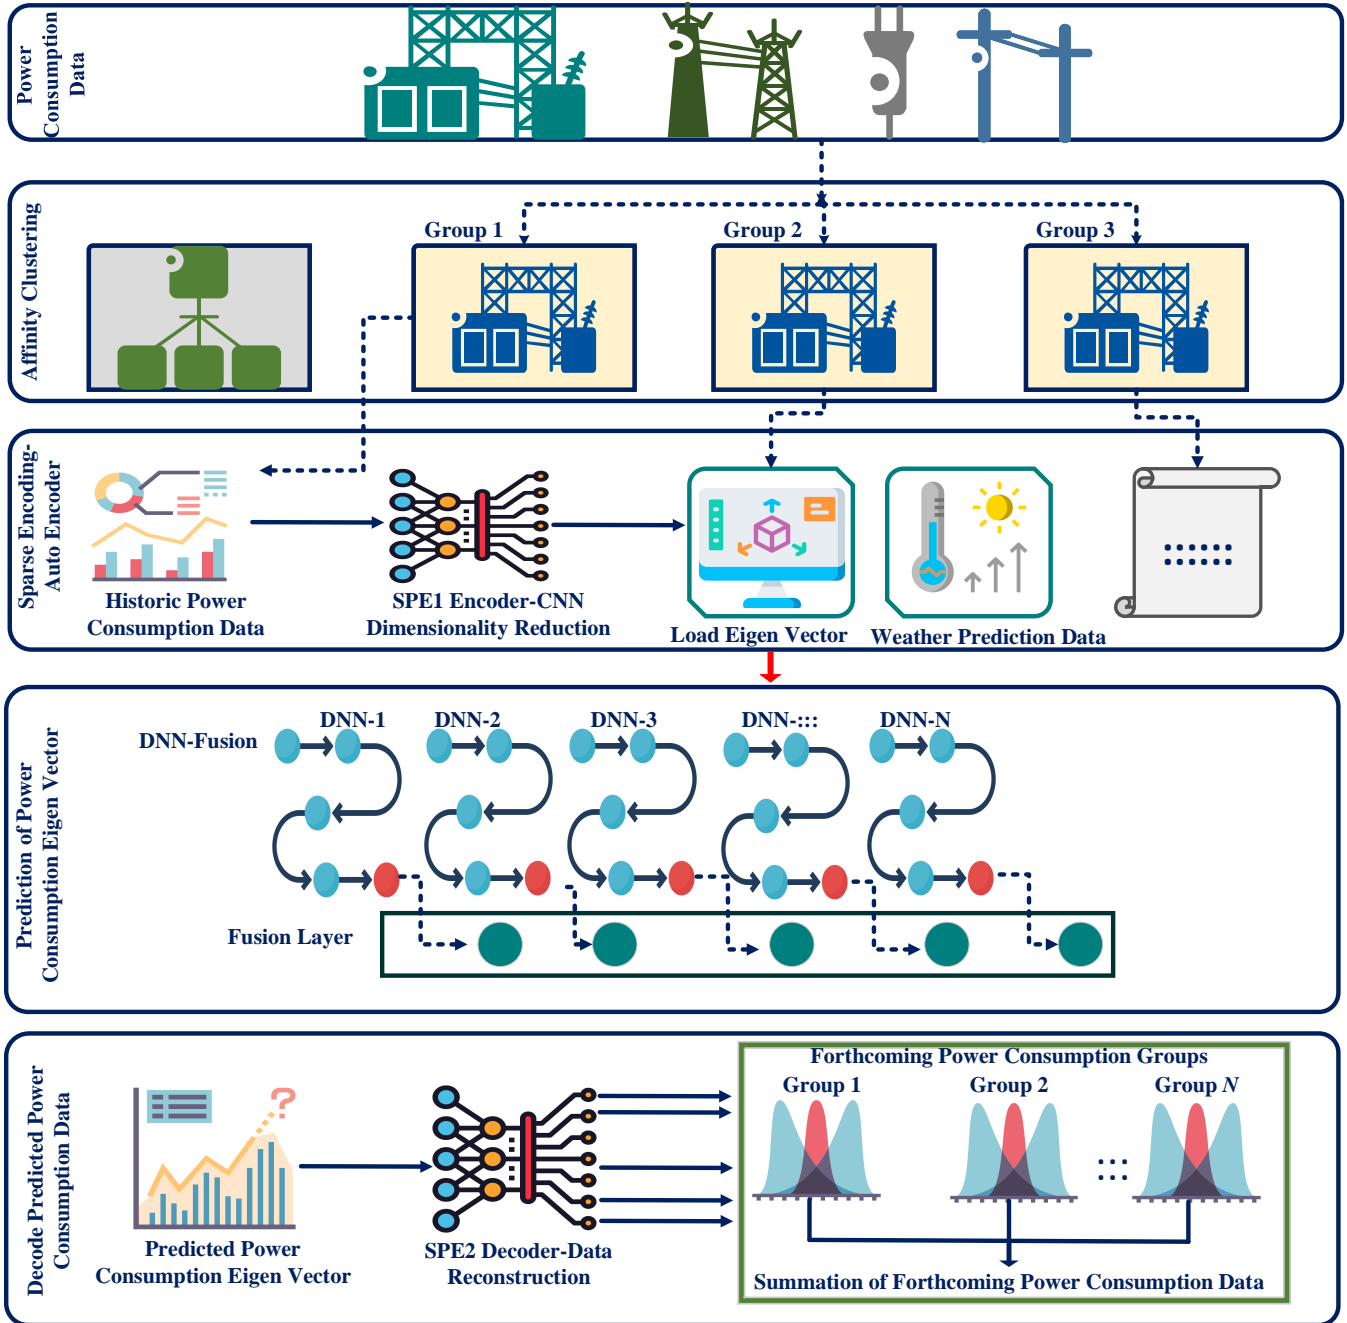 Power
Consumption
Data
Affinity Clustering
Group 1
Group 2
Group 3
Sparse Encoding-
Auto Encoder
Historic Power
Consumption Data
SPE1 Encoder-CNN
Dimensionality Reduction
Load Eigen Vector
Weather Prediction Data
Prediction of Power
Consumption Eigen Vector
DNN-Fusion
DNN-1
DNN-2
DNN-3
DNN-:::
DNN-N
Fusion Layer
Decode Predicted Power
Consumption Data
Predicted Power
Consumption Eigen Vector
SPE2 Decoder-Data
Reconstruction
Forthcoming Power Consumption Groups
Group 1
Group 2
Group N
Summation of Forthcoming Power Consumption Data